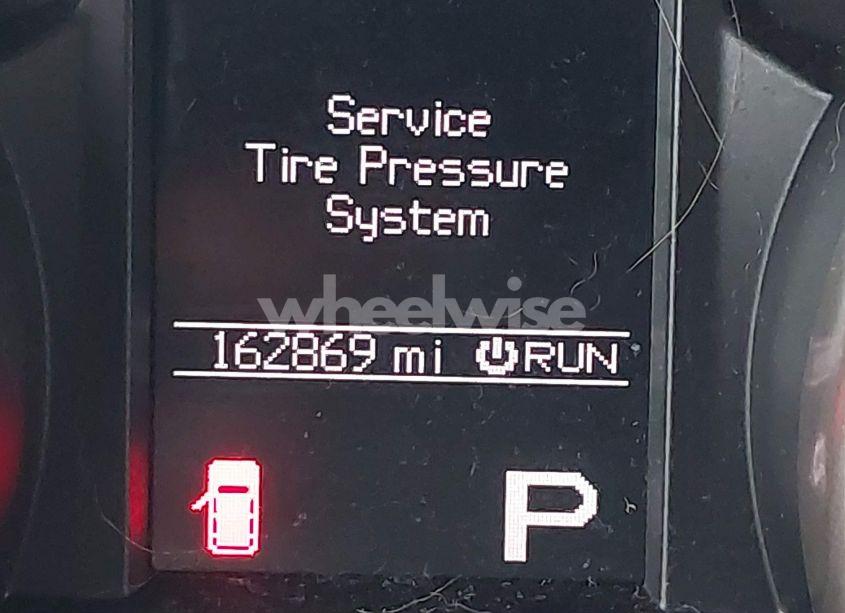 Service
Tire Pressure
System
wheelwise
162869 mi RUN
P